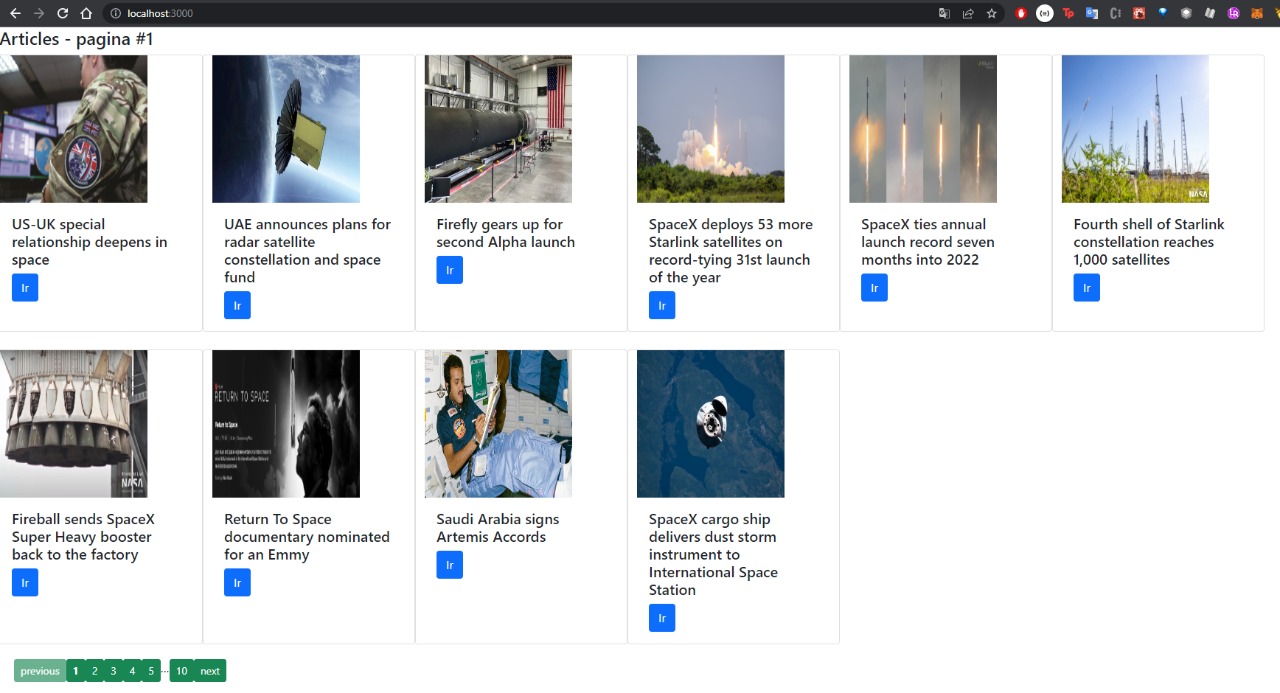 localhost:3000
Articles - pagina #1
US-UK special
relationship deepens in
space
Ir
UAE announces plans for
radar satellite
constellation and space
fund
Ir
Firefly gears up for
second Alpha launch
Ir
SpaceX deploys 53 more
Starlink satellites on
record-tying 31st launch
of the year
Ir
SpaceX ties annual
launch record seven
months into 2022
Ir
NASA
Fourth shell of Starlink
constellation reaches
1,000 satellites
Ir
NASA
Fireball sends SpaceX
Super Heavy booster
back to the factory
Ir
RETURN TO SPACE
Return to Space
Return To Space
documentary nominated
for an Emmy
Ir
Saudi Arabia signs
Artemis Accords
Ir
SpaceX cargo ship
delivers dust storm
instrument to
International Space
Station
Ir
previous 1 2 3 4 5 ... 10 next